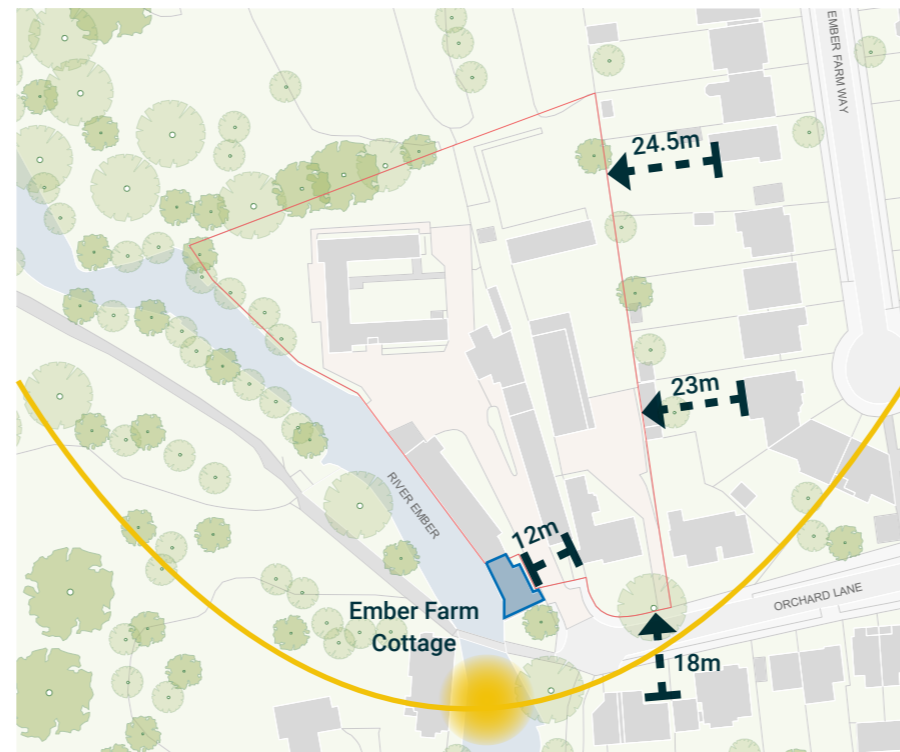 EMBER FARM WAY
24.5m
23m
RIVER EMBER
12m
Ember Farm
Cottage
ORCHARD LANE
18m